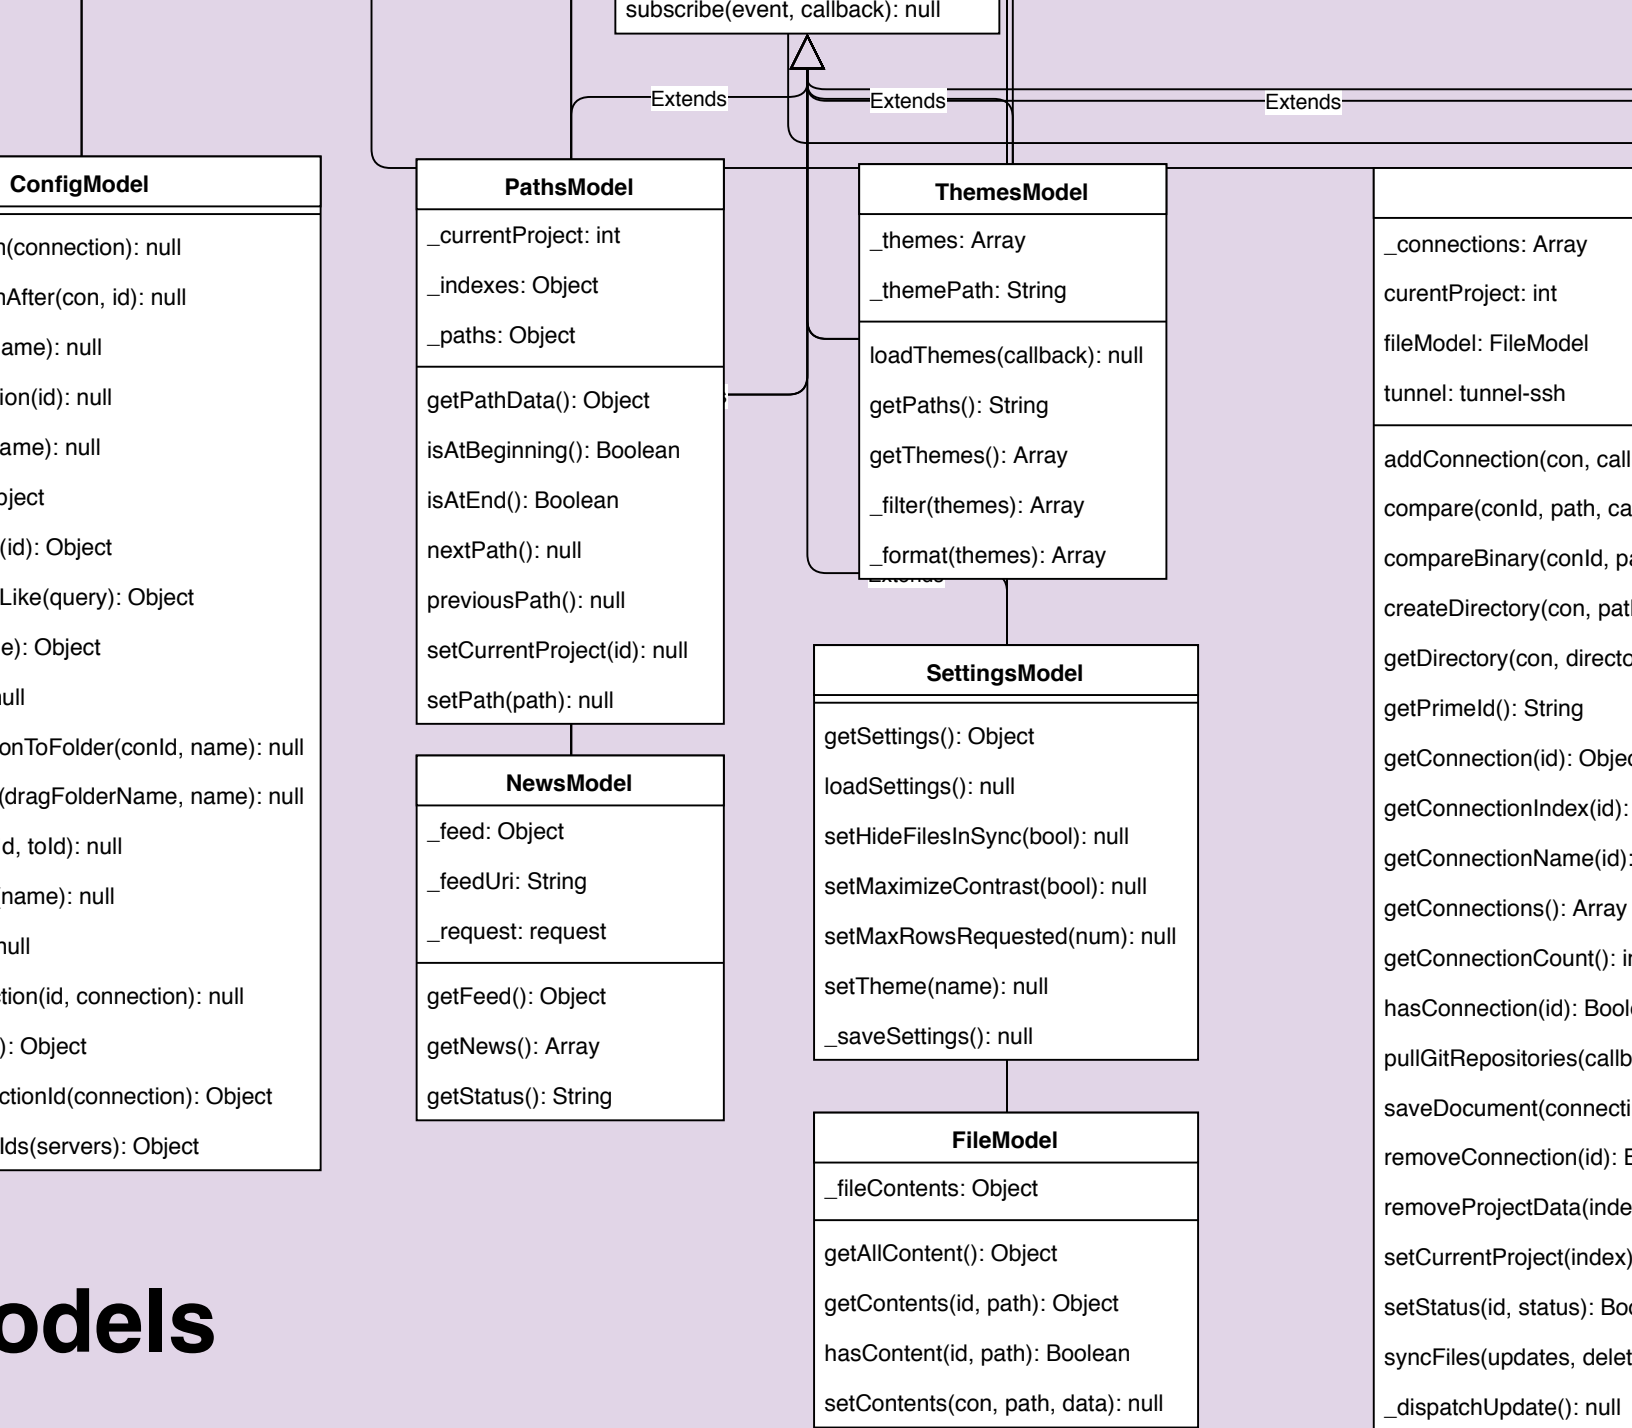 subscribe(event, callback): null
Extends
Extends
Extends
ConfigModel
(connection): null
After(con, id): null
ame): null
ion(id): null
ame): null
ject
(id): Object
Like(query): Object
e): Object
ull
onToFolder(conId, name): null
(dragFolderName, name): null
d, toId): null
(name): null
null
tion(id, connection): null
): Object
ctionId(connection): Object
Ids(servers): Object
PathsModel
_currentProject: int
_indexes: Object
_paths: Object
getPathData(): Object
isAtBeginning(): Boolean
isAtEnd(): Boolean
nextPath(): null
previousPath(): null
setCurrentProject(id): null
setPath(path): null
NewsModel
_feed: Object
_feedUri: String
_request: request
getFeed(): Object
getNews(): Array
getStatus(): String
ThemesModel
_themes: Array
_themePath: String
loadThemes(callback): null
getPaths(): String
getThemes(): Array
_filter(themes): Array
_format(themes): Array
Extends
SettingsModel
getSettings(): Object
loadSettings(): null
setHideFilesInSync(bool): null
setMaximizeContrast(bool): null
setMaxRowsRequested(num): null
setTheme(name): null
_saveSettings(): null
FileModel
_fileContents: Object
getAllContent(): Object
getContents(id, path): Object
hasContent(id, path): Boolean
setContents(con, path, data): null
_connections: Array
curentProject: int
fileModel: FileModel
tunnel: tunnel-ssh
addConnection(con, call
compare(conId, path, ca
compareBinary(conId, pa
createDirectory(con, pat
getDirectory(con, directo
getPrimeId(): String
getConnection(id): Objec
getConnectionIndex(id):
getConnectionName(id):
getConnections(): Array
getConnectionCount(): in
hasConnection(id): Bool
pullGitRepositories(callb
saveDocument(connecti
removeConnection(id): B
removeProjectData(inde
setCurrentProject(index)
setStatus(id, status): Boo
syncFiles(updates, delet
_dispatchUpdate(): null
odels